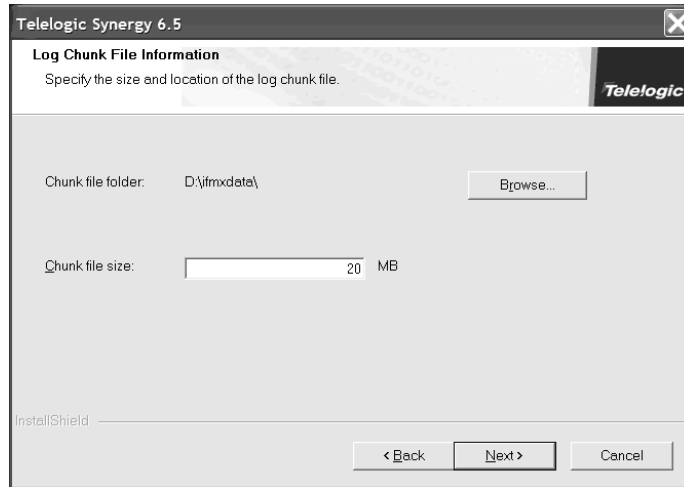 Telelogic Synergy 6.5
Log Chunk File Information
Specify the size and location of the log chunk file.
Telelogic
Chunk file folder: D:\ifmxdata\ Browse...
Chunk file size: 20 MB
InstallShield
< Back Next > Cancel